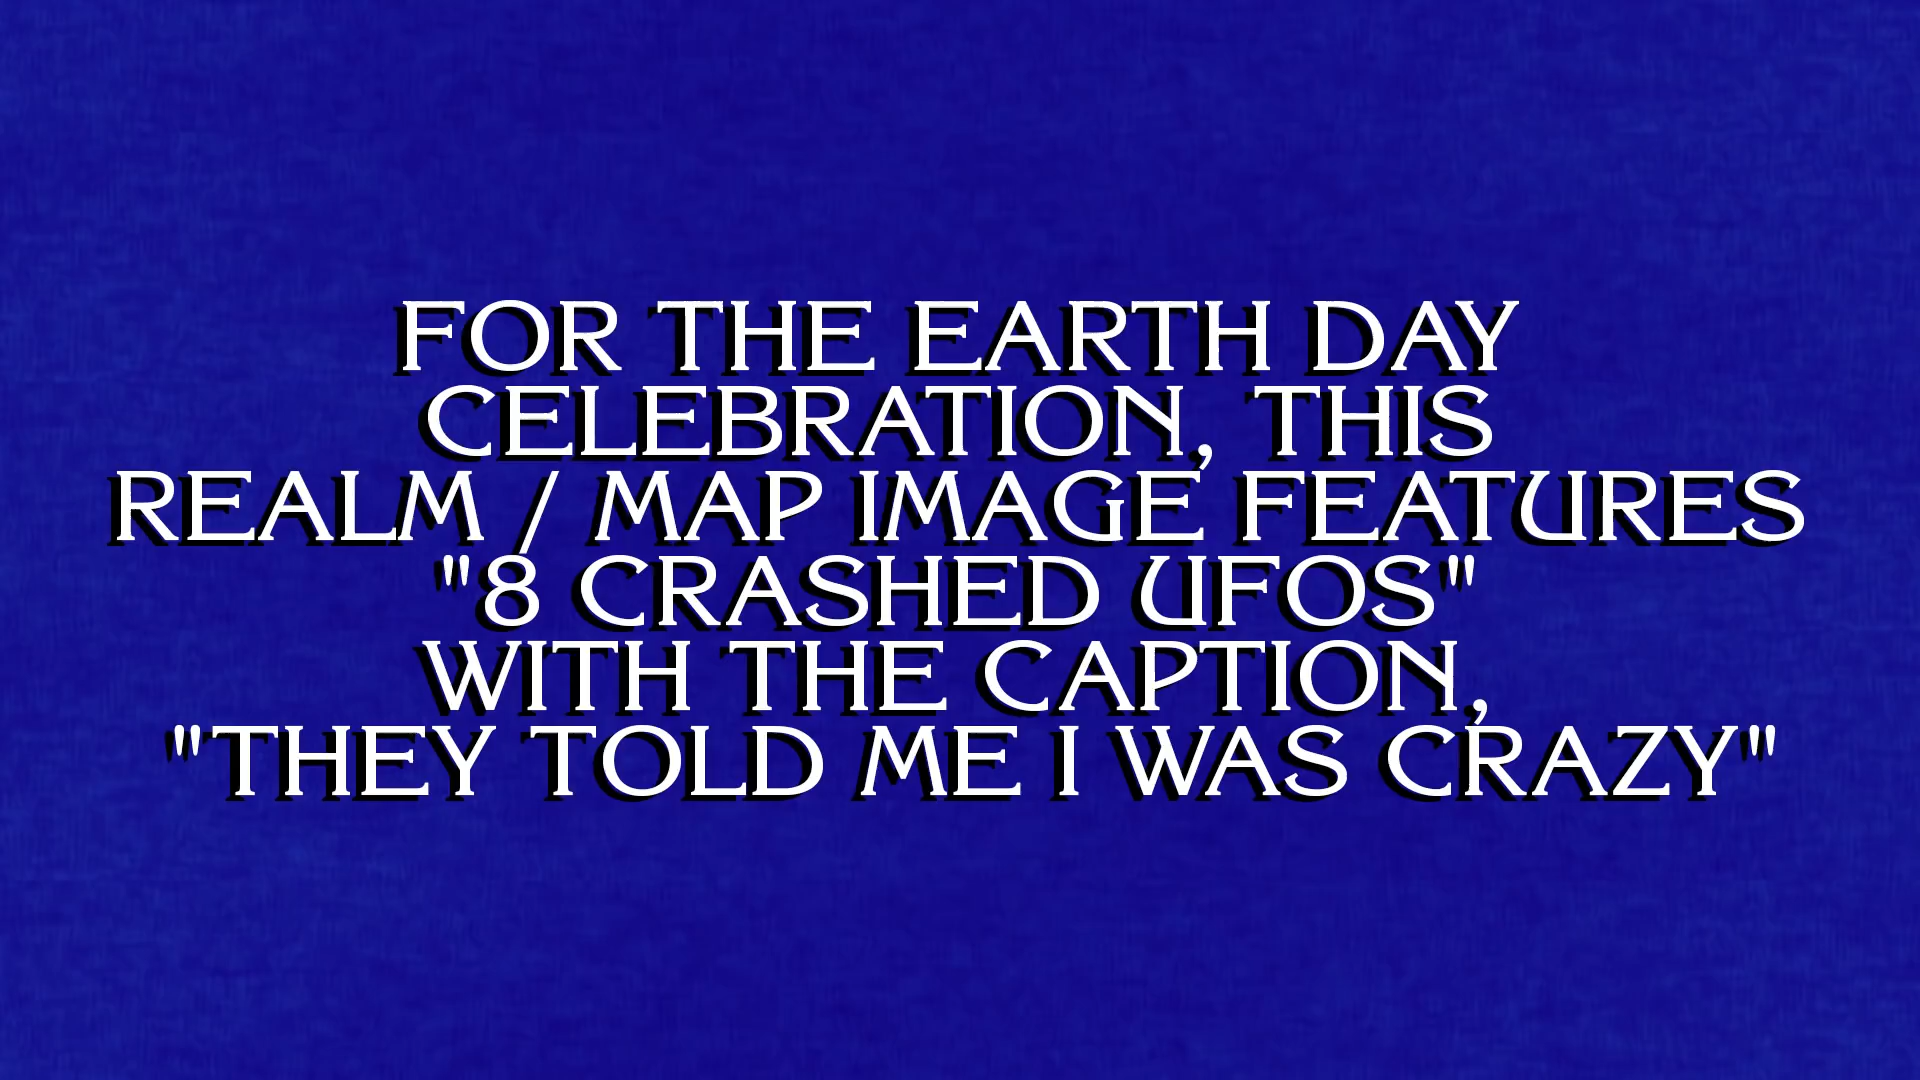 FOR THE EARTH DAY
CELEBRATION, THIS
REALM / MAP IMAGE FEATURES
"8 CRASHED UFOS"
WITH THE CAPTION,
"THEY TOLD ME I WAS CRAZY"